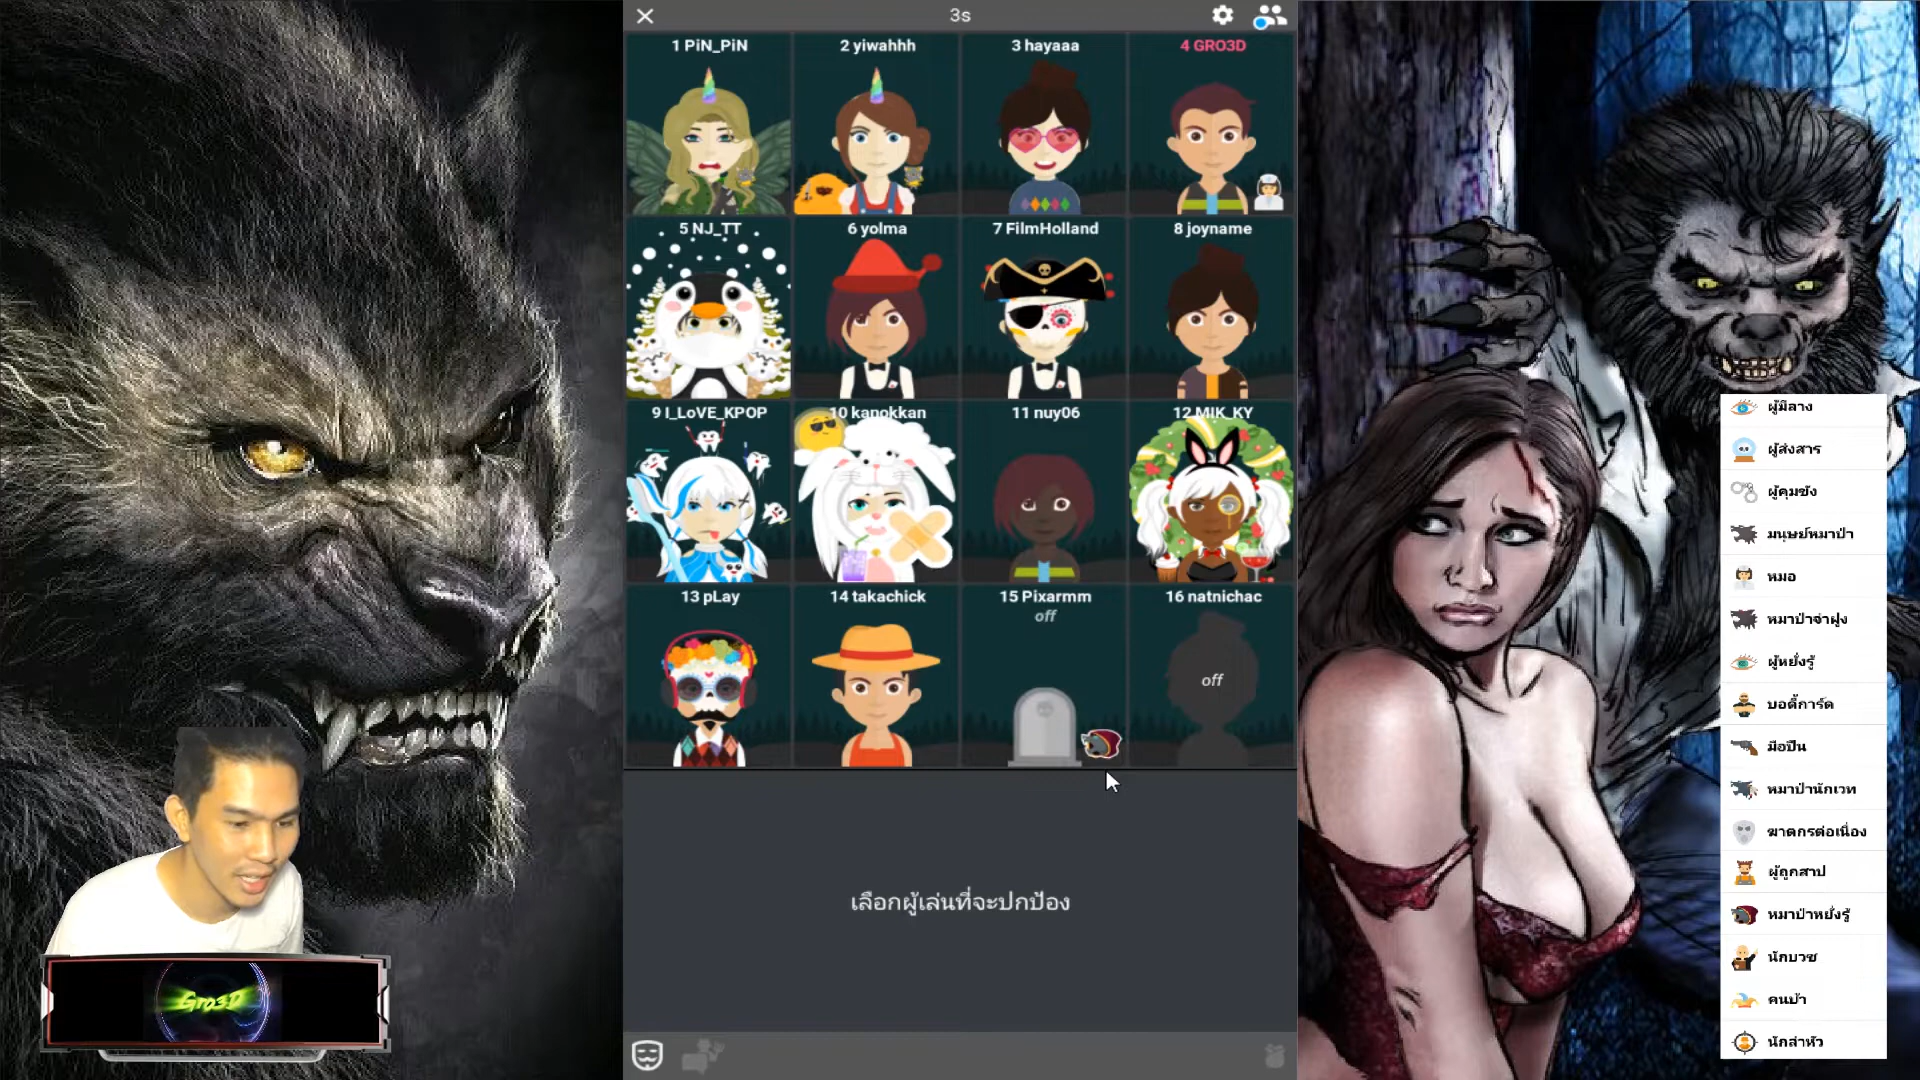 3s
1 PiN_PiN
2 yiwahhh
3 hayaaa
4 GRO3D
5 NJ_TT
6 yolma
7 FilmHolland
8 joyname
9 I_LoVE_KPOP
10 kanokkan
11 nuy06
12 MIK_KY
13 pLay
14 takachick
15 Pixarmm
off
16 natnichac
off
เลือกผู้เล่นที่จะปกป้อง
Gro3D
ผู้มีลาง
ผู้ส่งสาร
ผู้คุมขัง
มนุษย์หมาป่า
หมอ
หมาป่าจ่าฝูง
ผู้หยั่งรู้
บอดี้การ์ด
มือปืน
หมาป่านักเวท
ฆาตกรต่อเนื่อง
ผู้ถูกสาป
หมาป่าหยั่งรู้
นักบวช
คนบ้า
นักล่าหัว